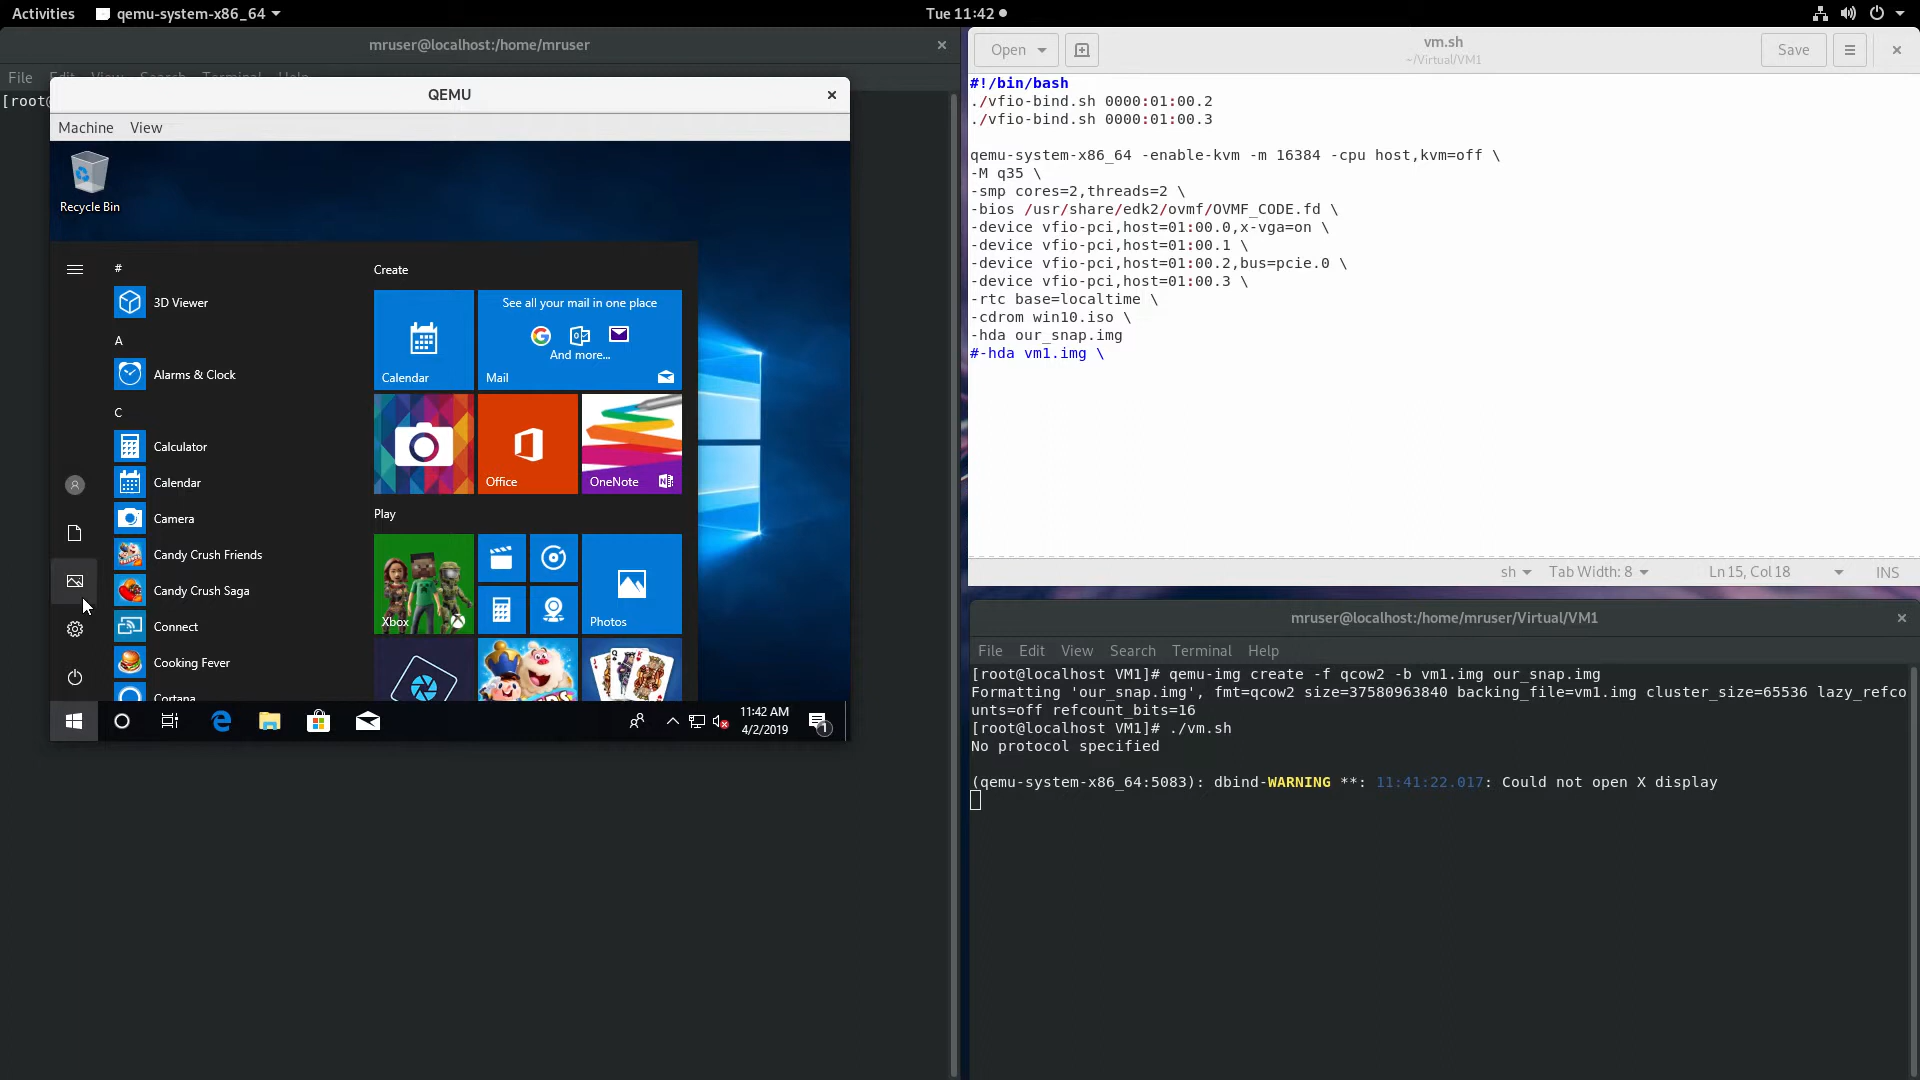 Activities
qemu-system-x86_64
Tue 11:42
mruser@localhost:/home/mruser
File Edit View Search Terminal Help
[root@
QEMU
Machine View
Recycle Bin
#
3D Viewer
A
Alarms & Clock
C
Calculator
Calendar
Camera
Candy Crush Friends
Candy Crush Saga
Connect
Cooking Fever
Cortana
Create
Calendar
See all your mail in one place
And more...
Mail
Office
OneNote
Play
Xbox
Photos
11:42 AM
4/2/2019
1
Open
vm.sh
~/Virtual/VM1
Save
#!/bin/bash
./vfio-bind.sh 0000:01:00.2
./vfio-bind.sh 0000:01:00.3
qemu-system-x86_64 -enable-kvm -m 16384 -cpu host,kvm=off \
-M q35 \
-smp cores=2,threads=2 \
-bios /usr/share/edk2/ovmf/OVMF_CODE.fd \
-device vfio-pci,host=01:00.0,x-vga=on \
-device vfio-pci,host=01:00.1 \
-device vfio-pci,host=01:00.2,bus=pcie.0 \
-device vfio-pci,host=01:00.3 \
-rtc base=localtime \
-cdrom win10.iso \
-hda our_snap.img
#-hda vm1.img \
sh
Tab Width: 8
Ln 15, Col 18
INS
mruser@localhost:/home/mruser/Virtual/VM1
File Edit View Search Terminal Help
[root@localhost VM1]# qemu-img create -f qcow2 -b vm1.img our_snap.img
Formatting 'our_snap.img', fmt=qcow2 size=37580963840 backing_file=vm1.img cluster_size=65536 lazy_refco
unts=off refcount_bits=16
[root@localhost VM1]# ./vm.sh
No protocol specified
(qemu-system-x86_64:5083): dbind-WARNING **: 11:41:22.017: Could not open X display